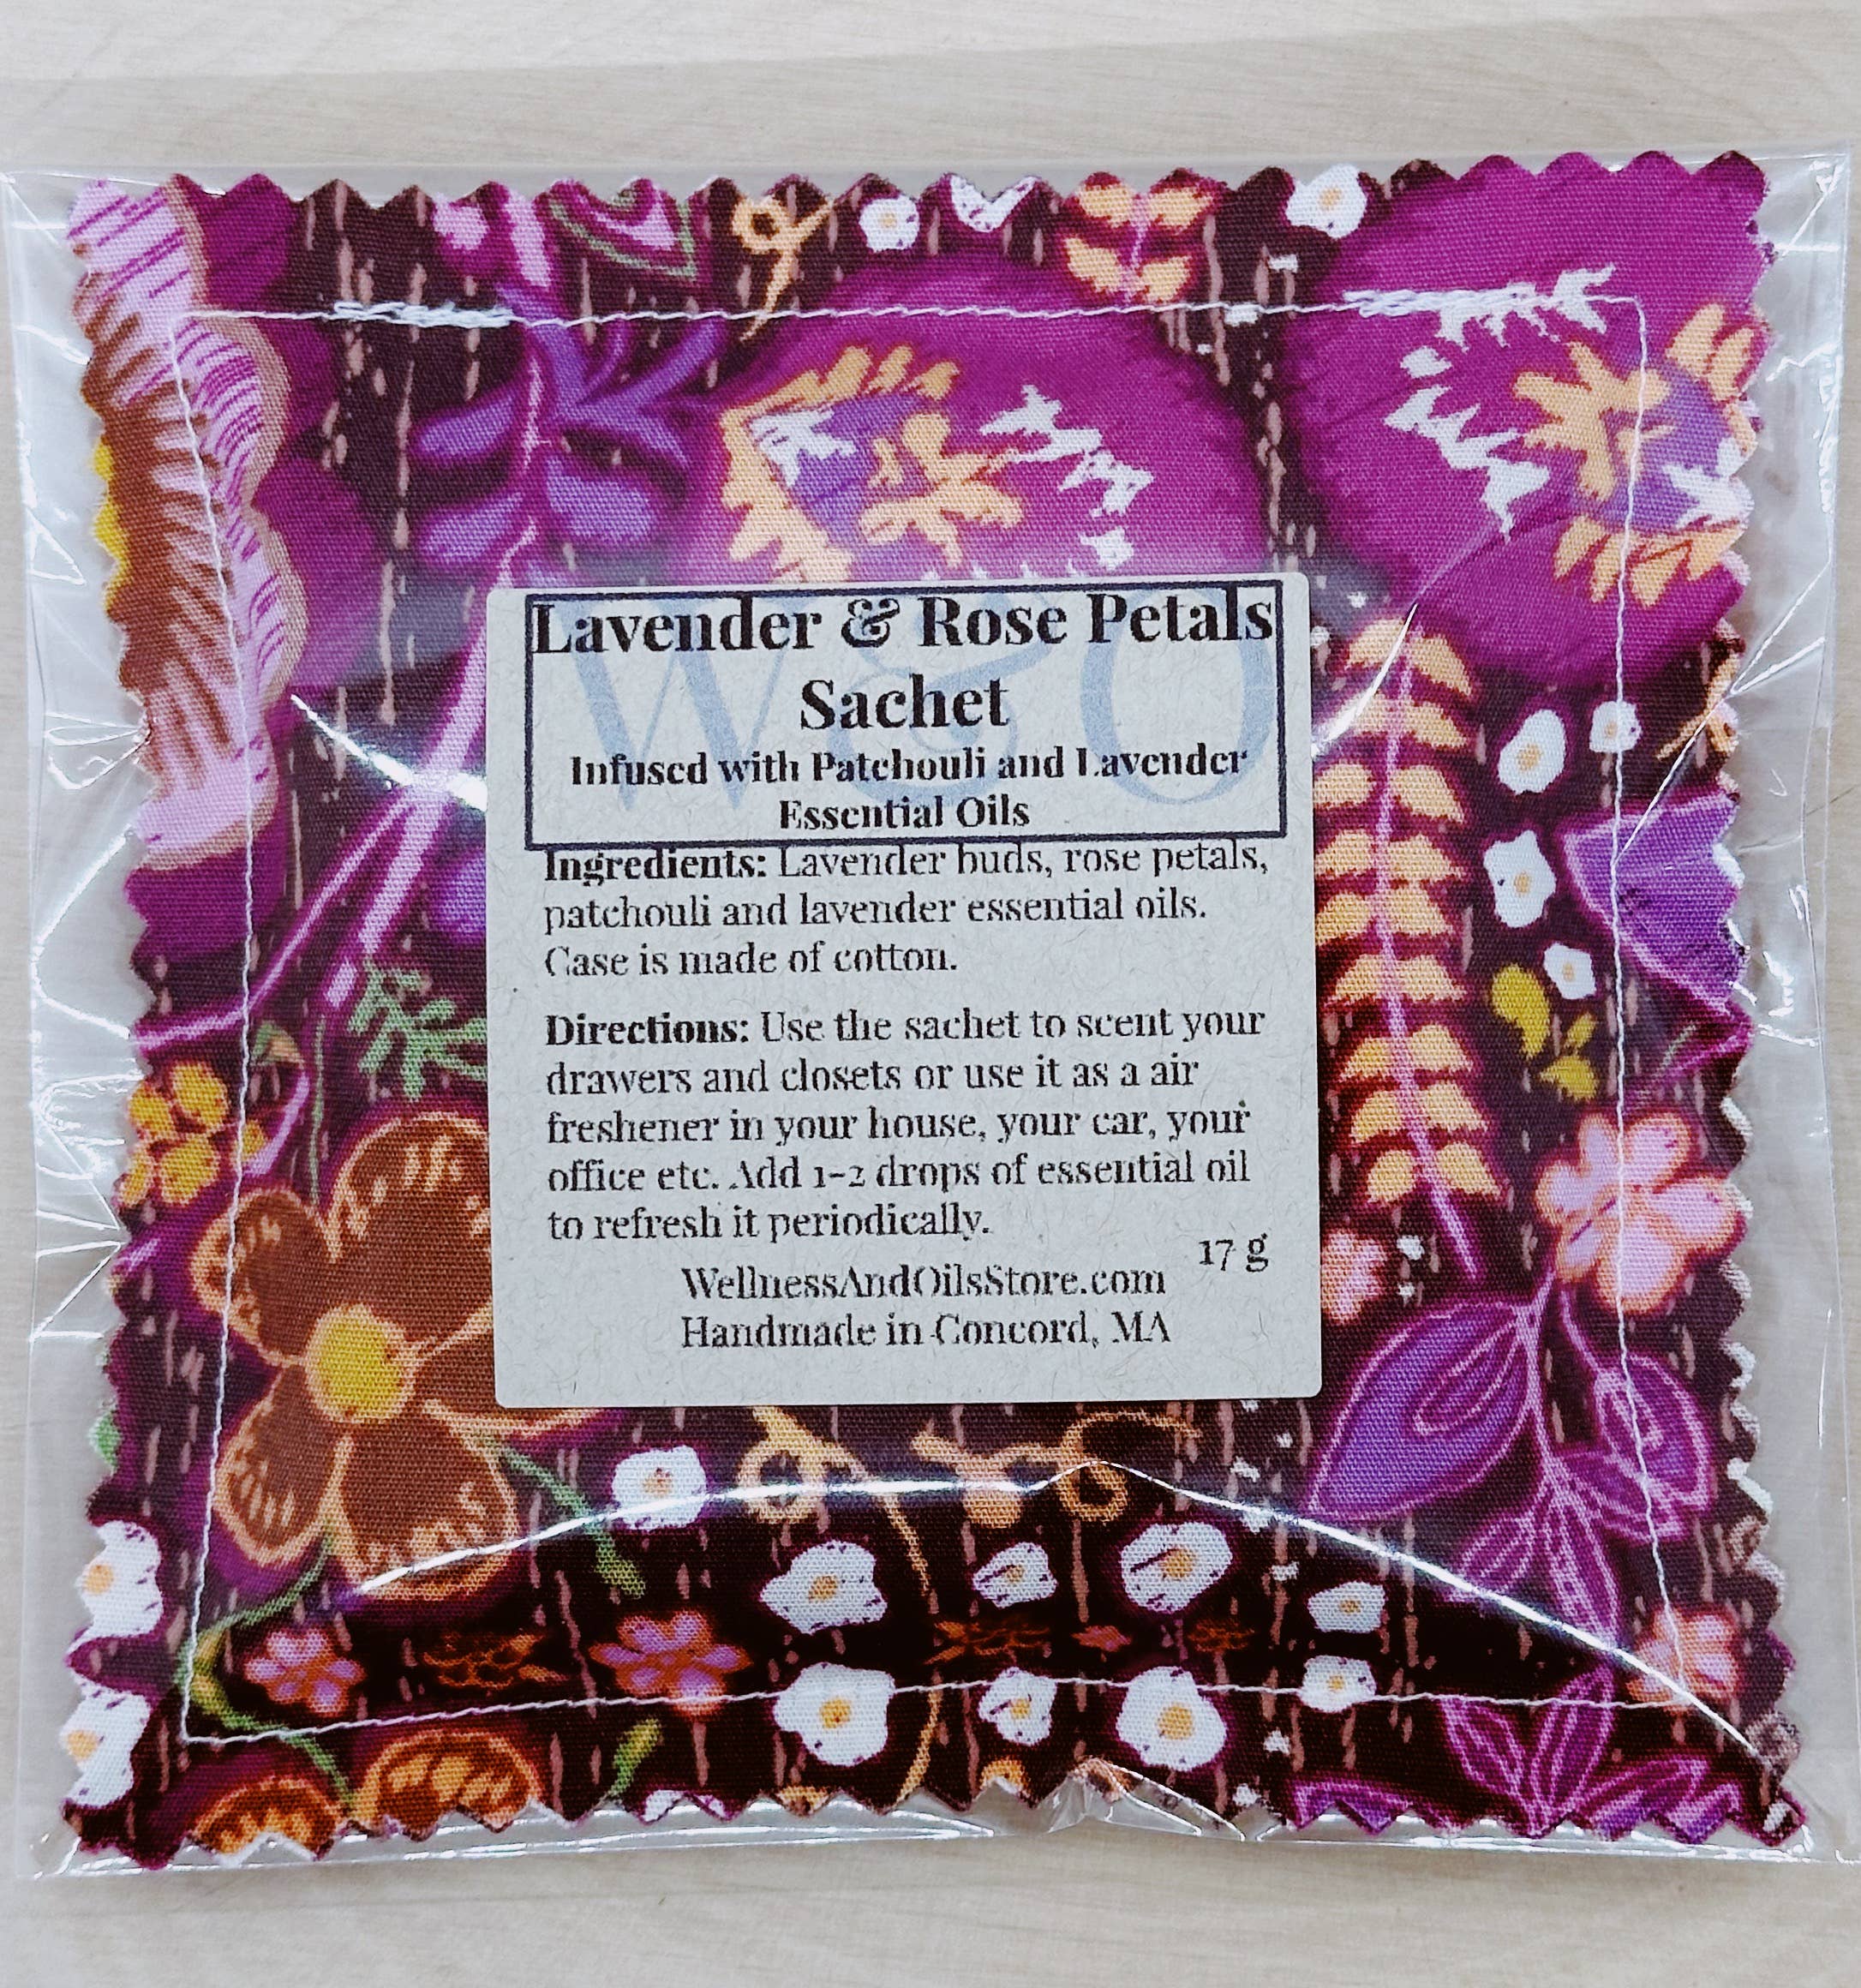 W&O
Lavender & Rose Petals
Sachet
Infused with Patchouli and Lavender
Essential Oils
Ingredients: Lavender buds, rose petals,
patchouli and lavender essential oils.
Case is made of cotton.
Directions: Use the sachet to scent your
drawers and closets or use it as a air
freshener in your house, your car, your
office etc. Add 1-2 drops of essential oil
to refresh it periodically.
17 g
WellnessAndOilsStore.com
Handmade in Concord, MA